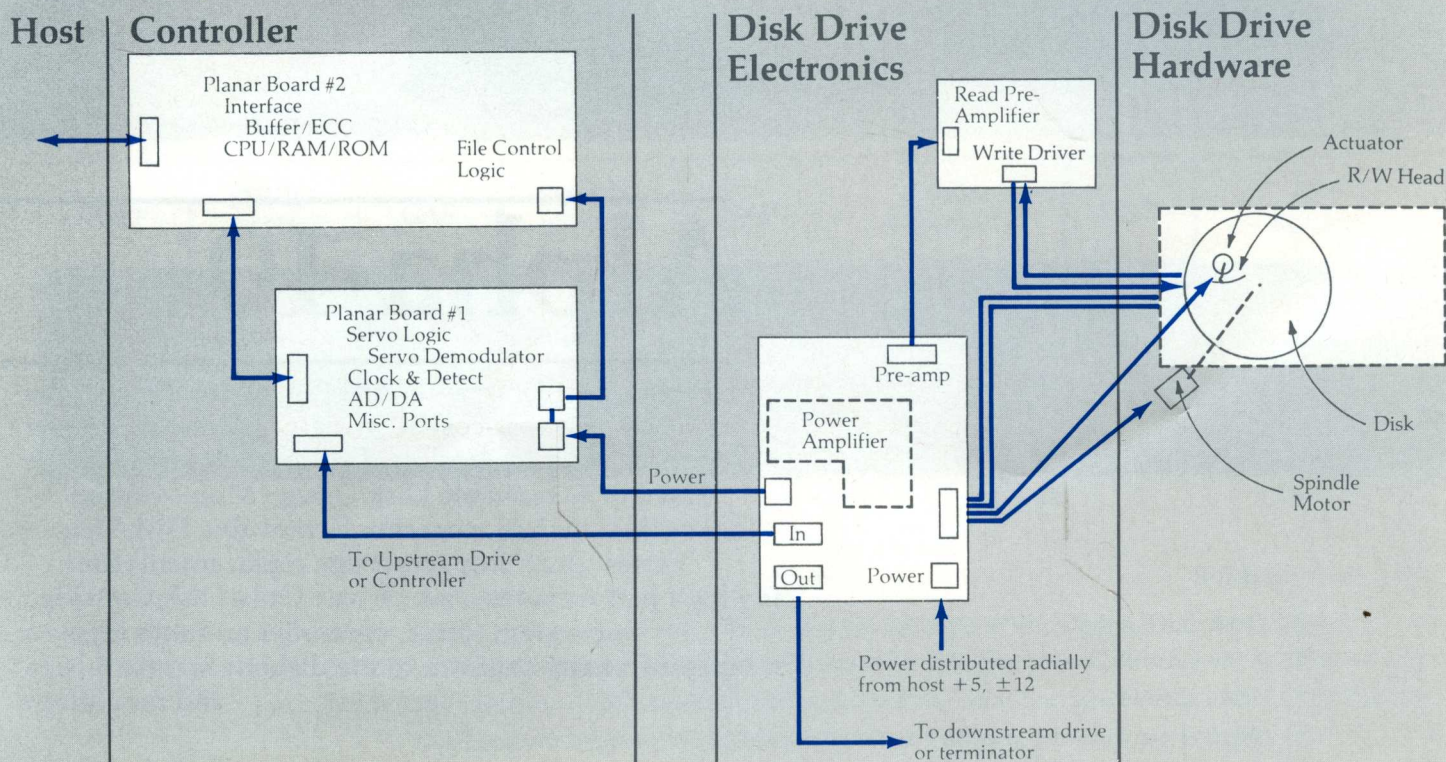 Host
Controller
Disk Drive
Electronics
Disk Drive
Hardware
Planar Board #2
Interface
Buffer/ECC
CPU/RAM/ROM
File Control
Logic
Planar Board #1
Servo Logic
Servo Demodulator
Clock & Detect
AD/DA
Misc. Ports
Power
To Upstream Drive
or Controller
Read Pre-
Amplifier
Write Driver
Pre-amp
Power
Amplifier
In
Out
Power
Power distributed radially
from host +5, ±12
To downstream drive
or terminator
Actuator
R/W Head
Disk
Spindle
Motor